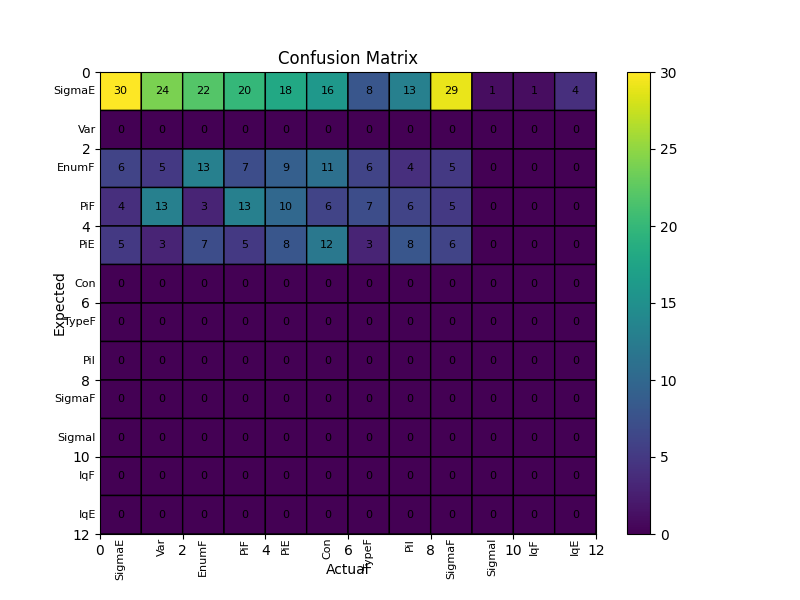 Confusion Matrix
0
SigmaE 30 24 22 20 18 16 8 13 29 1 1 4
Var 0 0 0 0 0 0 0 0 0 0 0 0
2
EnumF 6 5 13 7 9 11 6 4 5 0 0 0
PiF 4 13 3 13 10 6 7 6 5 0 0 0
4
PiE 5 3 7 5 8 12 3 8 6 0 0 0
Con 0 0 0 0 0 0 0 0 0 0 0 0
6
TypeF 0 0 0 0 0 0 0 0 0 0 0 0
PiI 0 0 0 0 0 0 0 0 0 0 0 0
8
SigmaF 0 0 0 0 0 0 0 0 0 0 0 0
SigmaI 0 0 0 0 0 0 0 0 0 0 0 0
10
IqF 0 0 0 0 0 0 0 0 0 0 0 0
IqE 0 0 0 0 0 0 0 0 0 0 0 0
12
Expected
0 2 4 6 8 10 12
SigmaE Var EnumF PiF PiE Con TypeF PiI SigmaF SigmaI IqF IqE
Actual
30
25
20
15
10
5
0